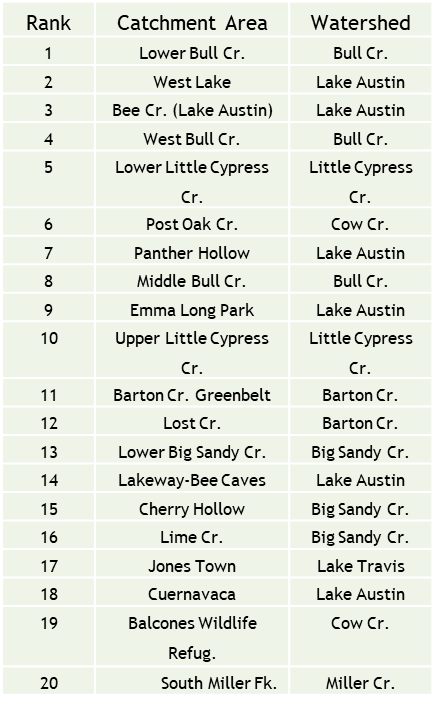 Rank Catchment Area Watershed
1 Lower Bull Cr. Bull Cr.
2 West Lake Lake Austin
3 Bee Cr. (Lake Austin) Lake Austin
4 West Bull Cr. Bull Cr.
5 Lower Little Cypress Little Cypress
Cr. Cr.
6 Post Oak Cr. Cow Cr.
7 Panther Hollow Lake Austin
8 Middle Bull Cr. Bull Cr.
9 Emma Long Park Lake Austin
10 Upper Little Cypress Little Cypress
Cr. Cr.
11 Barton Cr. Greenbelt Barton Cr.
12 Lost Cr. Barton Cr.
13 Lower Big Sandy Cr. Big Sandy Cr.
14 Lakeway-Bee Caves Lake Austin
15 Cherry Hollow Big Sandy Cr.
16 Lime Cr. Big Sandy Cr.
17 Jones Town Lake Travis
18 Cuernavaca Lake Austin
19 Balcones Wildlife Cow Cr.
Refug.
20 South Miller Fk. Miller Cr.